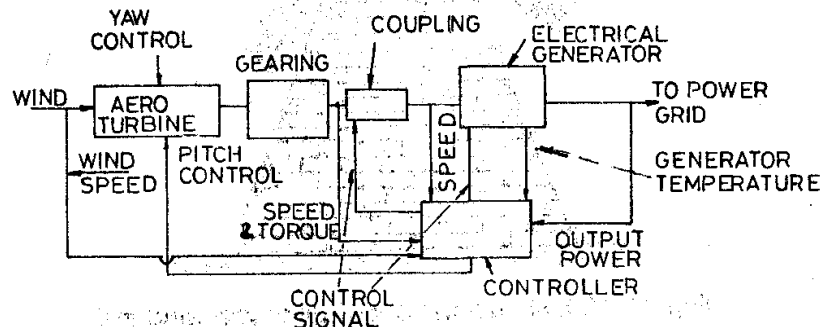 YAW
CONTROL
COUPLING
ELECTRICAL
GENERATOR
GEARING
WIND
AERO
TURBINE
TO POWER
GRID
WIND
SPEED
PITCH
CONTROL
SPEED
GENERATOR
TEMPERATURE
SPEED
&TORQUE
OUTPUT
POWER
CONTROLLER
CONTROL
SIGNAL